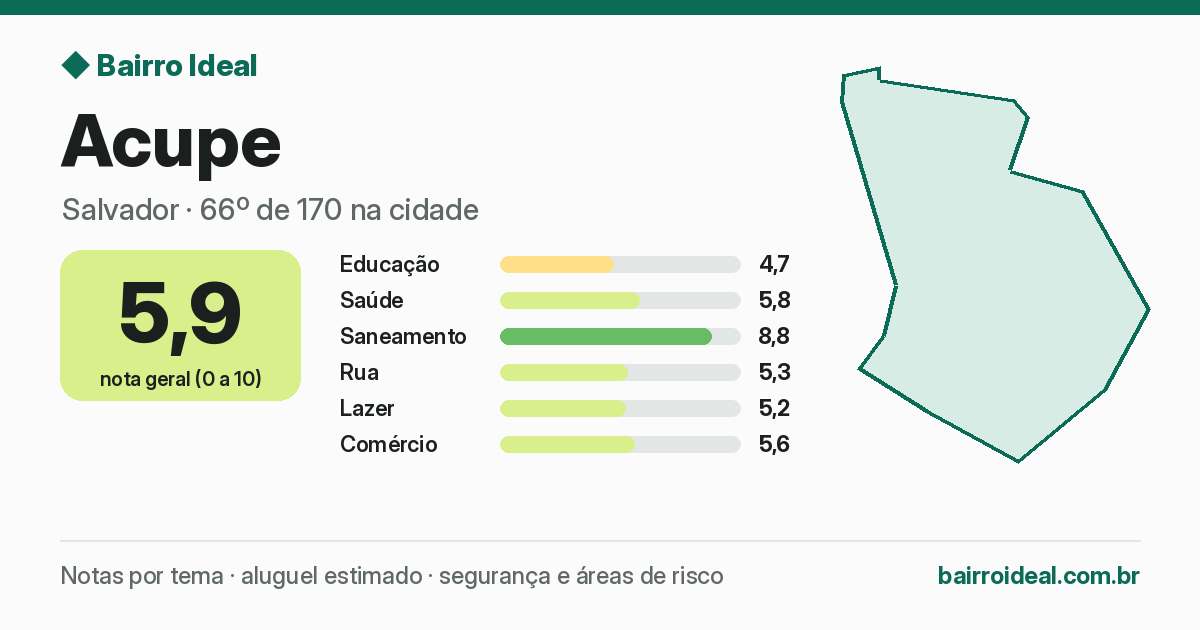 Bairro Ideal
Acupe
Salvador · 66º de 170 na cidade
5,9
nota geral (0 a 10)
Educação 4,7
Saúde 5,8
Saneamento 8,8
Rua 5,3
Lazer 5,2
Comércio 5,6
Notas por tema · aluguel estimado · segurança e áreas de risco
bairroideal.com.br